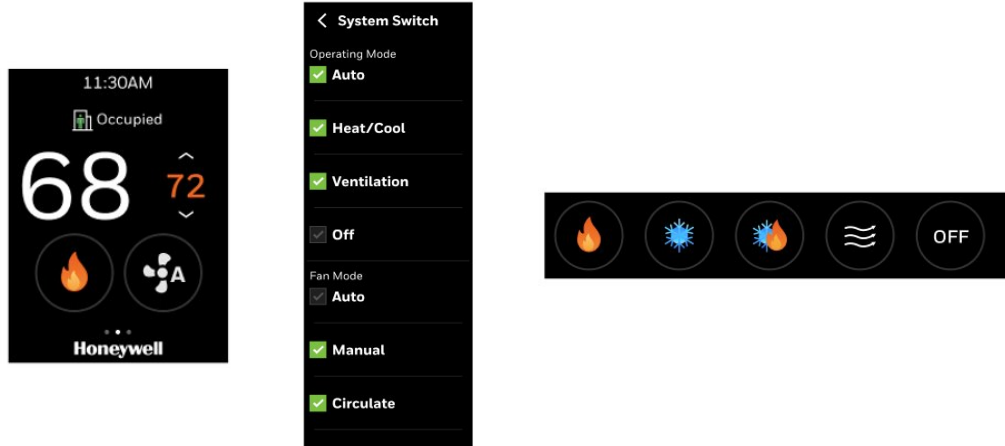 11:30AM
Occupied
68
72
A
Honeywell
System Switch
Operating Mode
Auto
Heat/Cool
Ventilation
Off
Fan Mode
Auto
Manual
Circulate
OFF